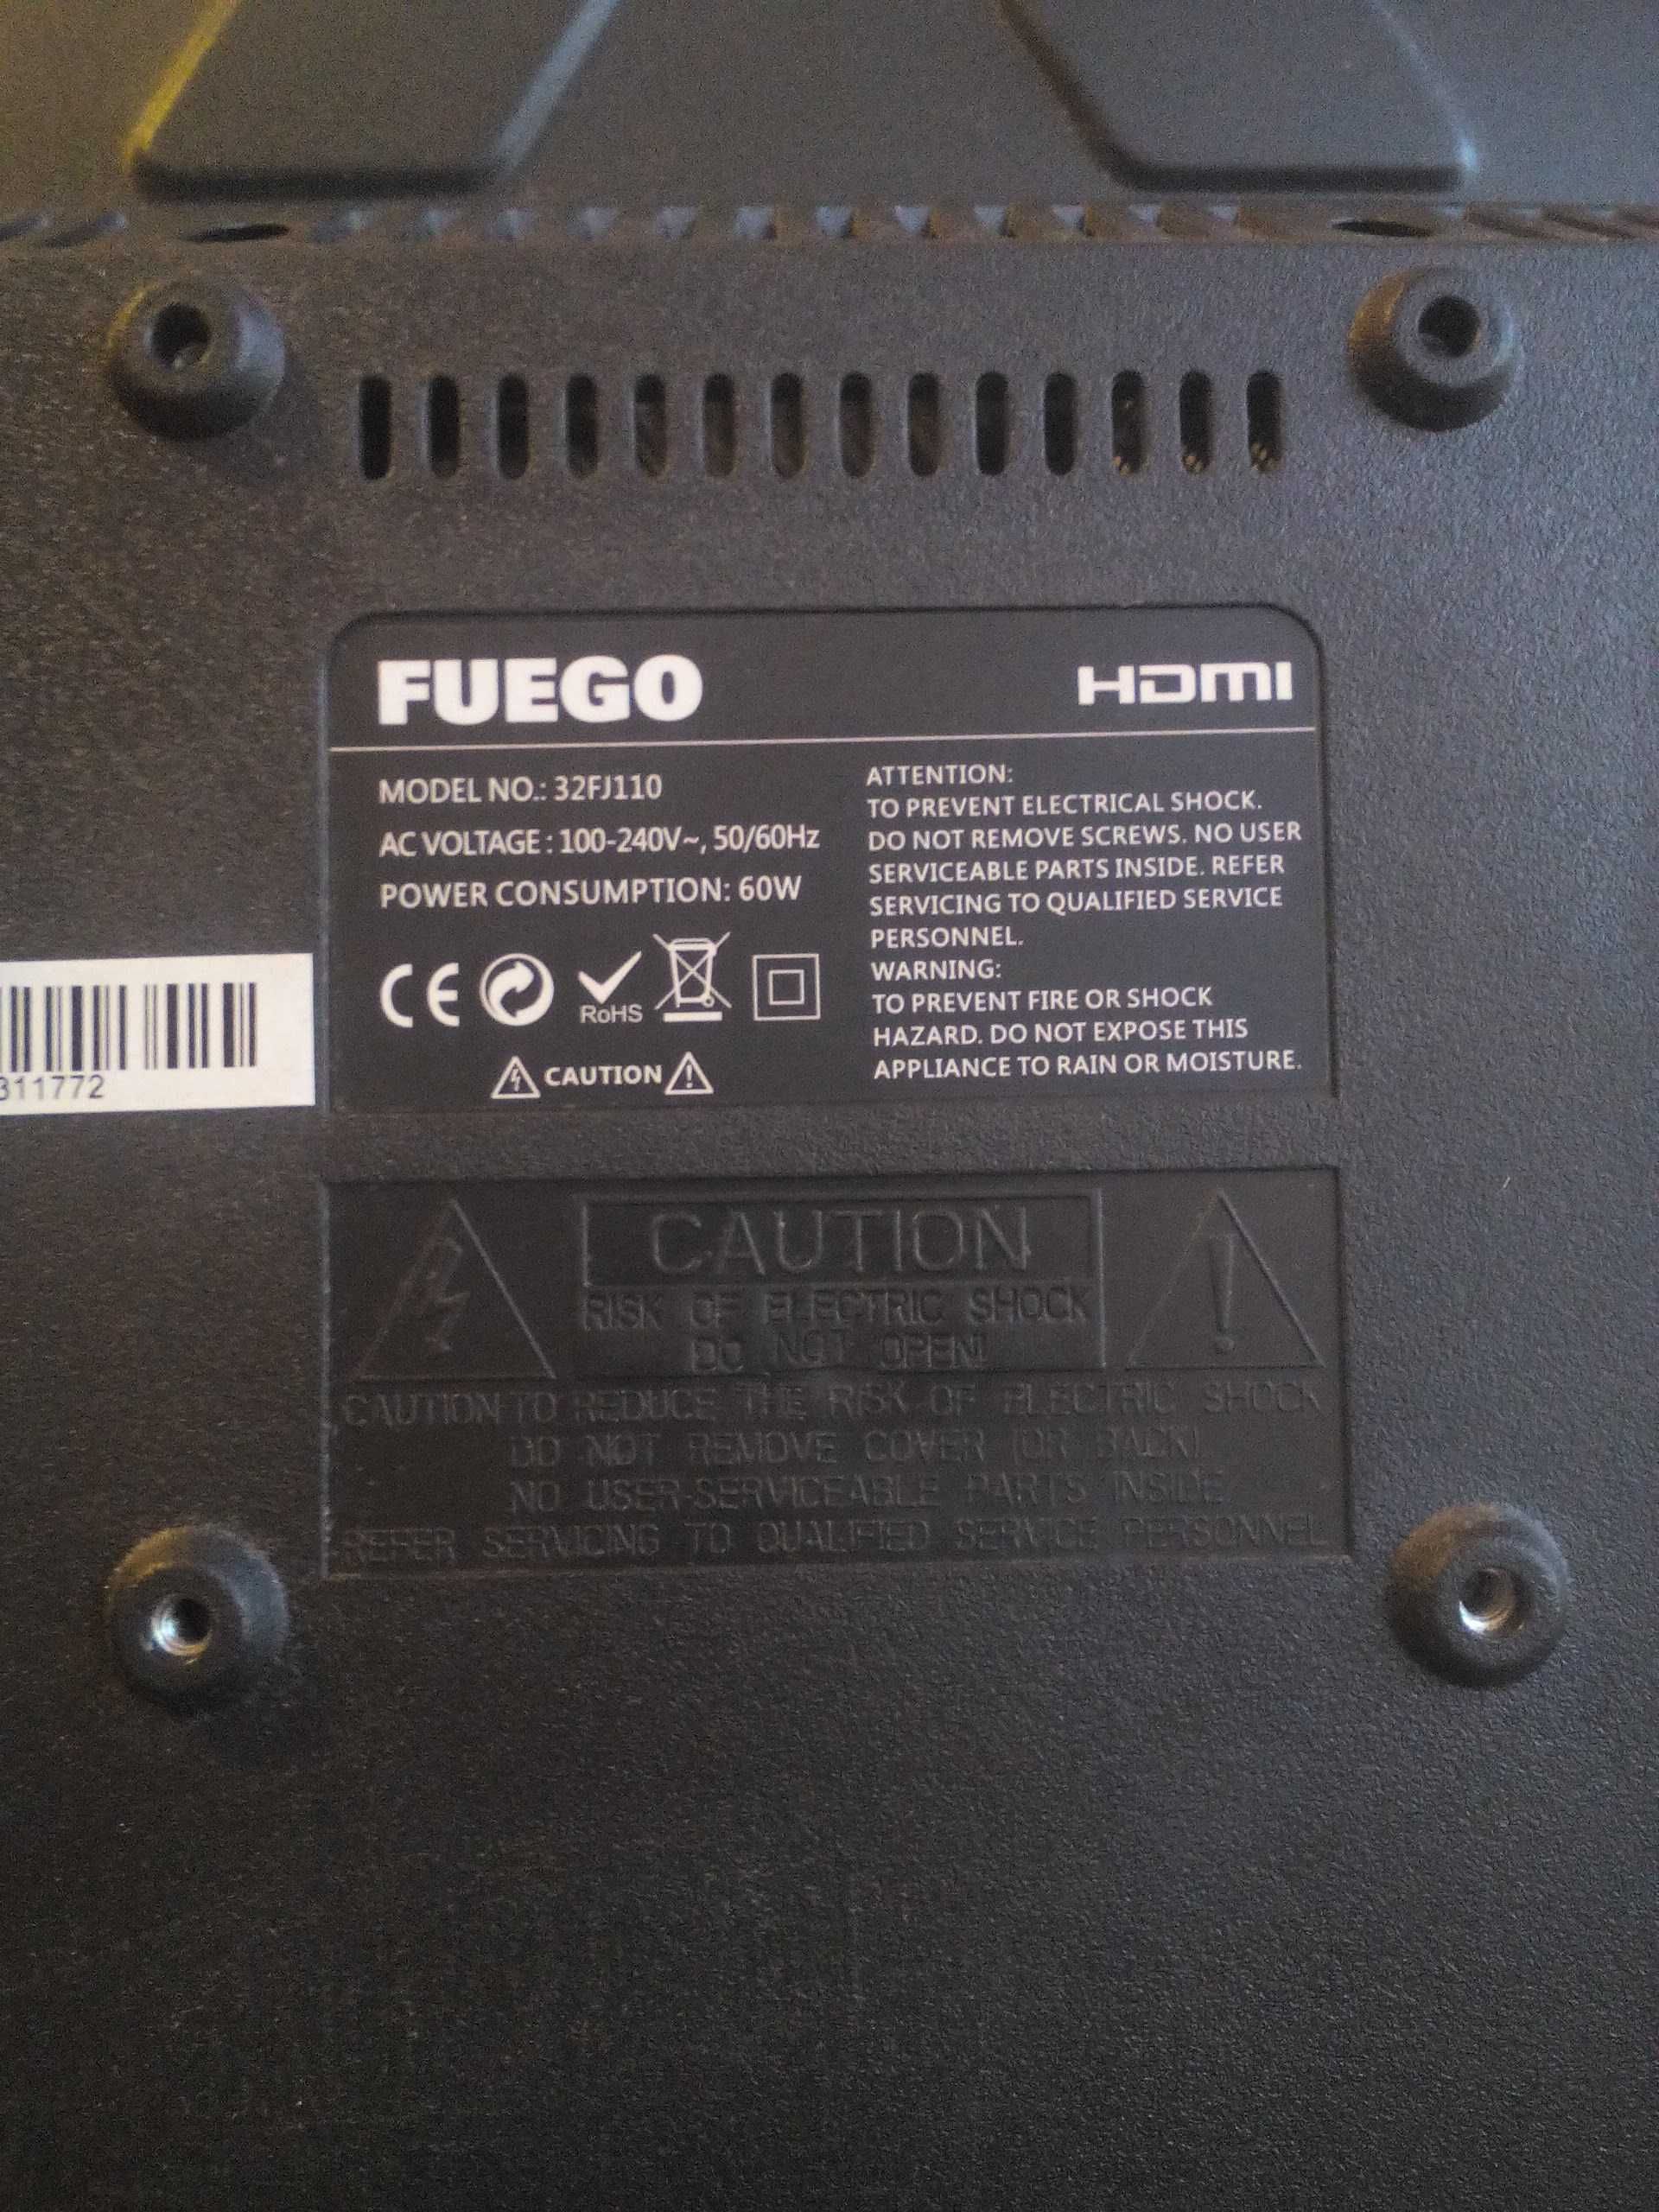 FUEGO
HDMI
MODEL NO.: 32FJ110
AC VOLTAGE : 100-240V~, 50/60Hz
POWER CONSUMPTION: 60W
CE
RoHS
CAUTION
ATTENTION:
TO PREVENT ELECTRICAL SHOCK.
DO NOT REMOVE SCREWS. NO USER
SERVICEABLE PARTS INSIDE. REFER
SERVICING TO QUALIFIED SERVICE
PERSONNEL.
WARNING:
TO PREVENT FIRE OR SHOCK
HAZARD. DO NOT EXPOSE THIS
APPLIANCE TO RAIN OR MOISTURE.
311772
CAUTION
RISK OF ELECTRIC SHOCK
DO NOT OPEN!
CAUTION TO REDUCE THE RISK OF ELECTRIC SHOCK
DO NOT REMOVE COVER (OR BACK)
NO USER-SERVICEABLE PARTS INSIDE
REFER SERVICING TO QUALIFIED SERVICE PERSONNEL